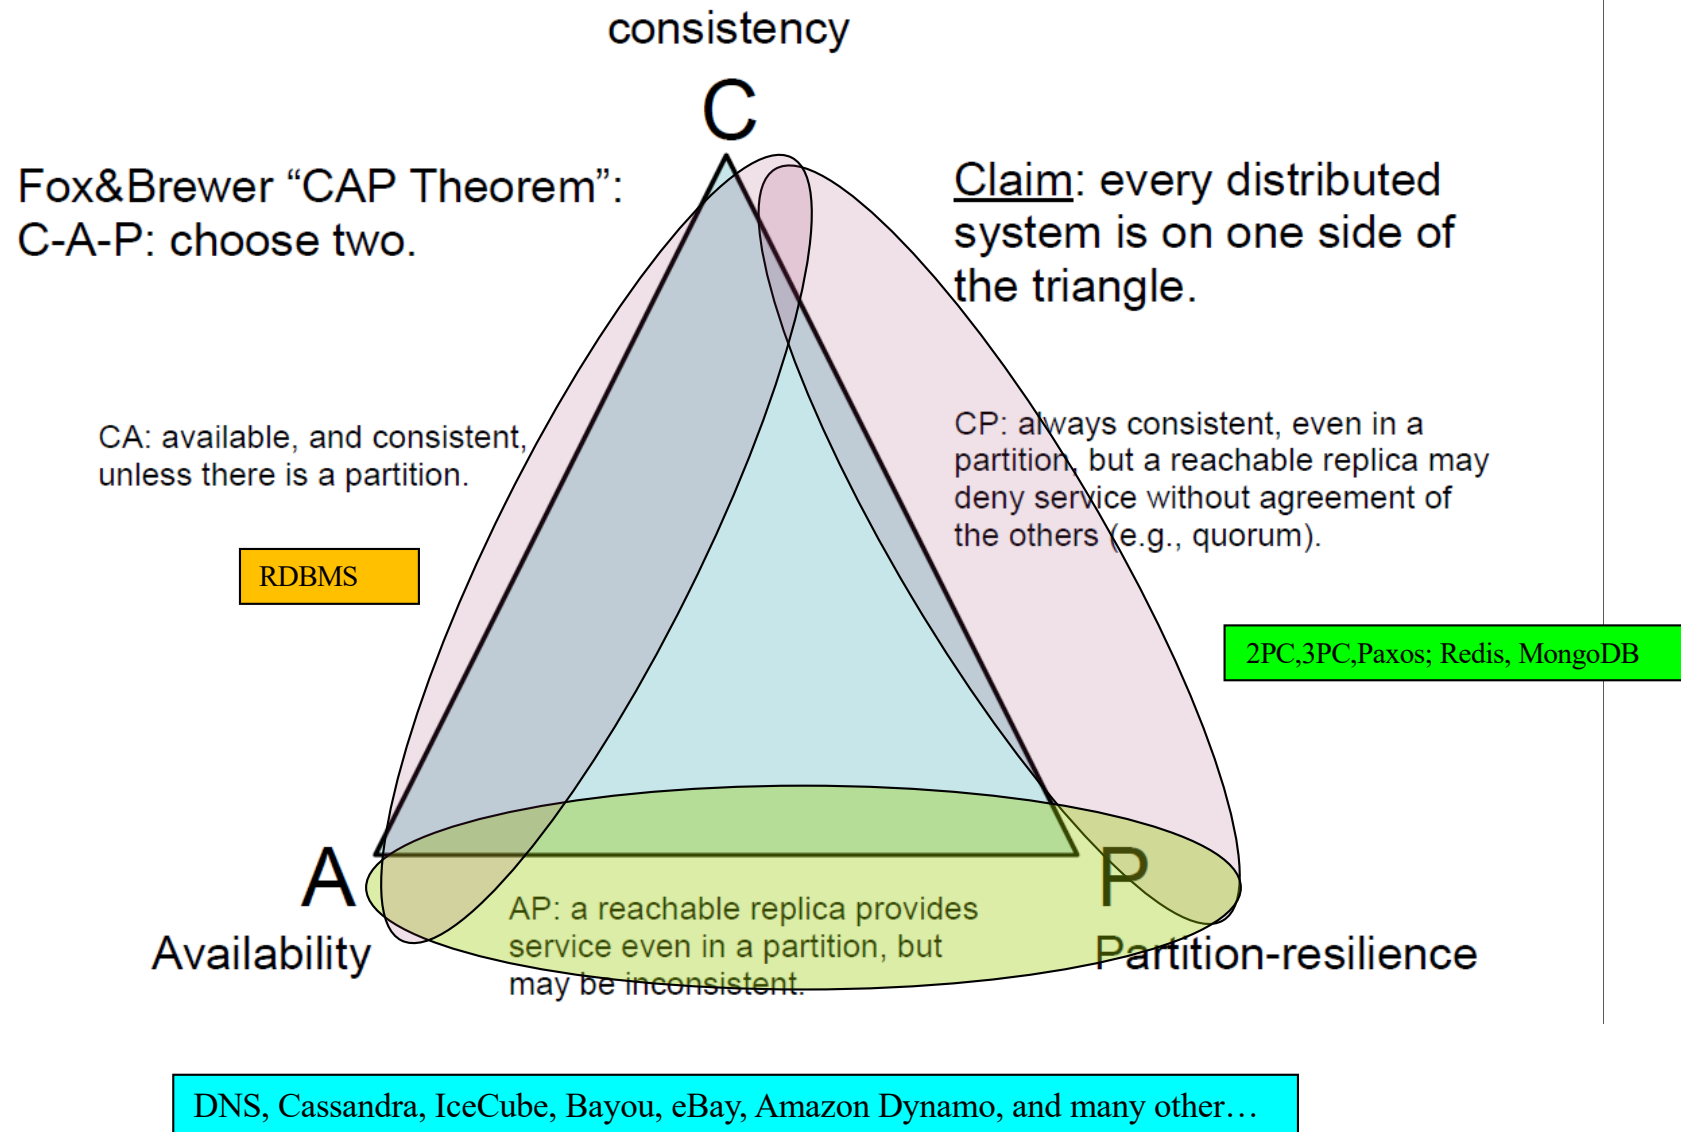 consistency
C
Fox&Brewer “CAP Theorem”:
C-A-P: choose two.
Claim: every distributed
system is on one side of
the triangle.
CA: available, and consistent,
unless there is a partition.
CP: always consistent, even in a
partition, but a reachable replica may
deny service without agreement of
the others (e.g., quorum).
RDBMS
2PC,3PC,Paxos; Redis, MongoDB
A
Availability
AP: a reachable replica provides
service even in a partition, but
may be inconsistent.
P
Partition-resilience
DNS, Cassandra, IceCube, Bayou, eBay, Amazon Dynamo, and many other…